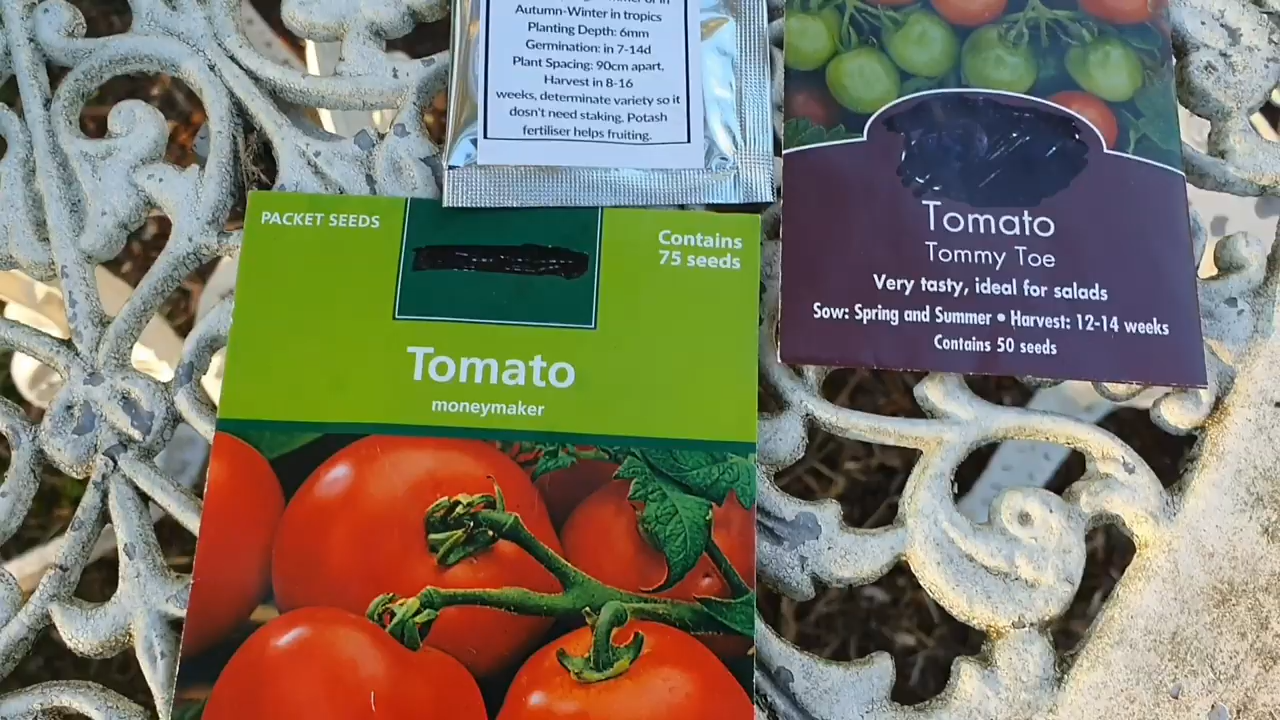 Autumn-Winter in tropics
Planting Depth: 6mm
Germination: in 7-14d
Plant Spacing: 90cm apart,
Harvest in 8-16
weeks, determinate variety so it
dosn't need staking. Potash
fertiliser helps fruiting.
PACKET SEEDS
Contains
75 seeds
Tomato
moneymaker
Tomato
Tommy Toe
Very tasty, ideal for salads
Sow: Spring and Summer • Harvest: 12-14 weeks
Contains 50 seeds